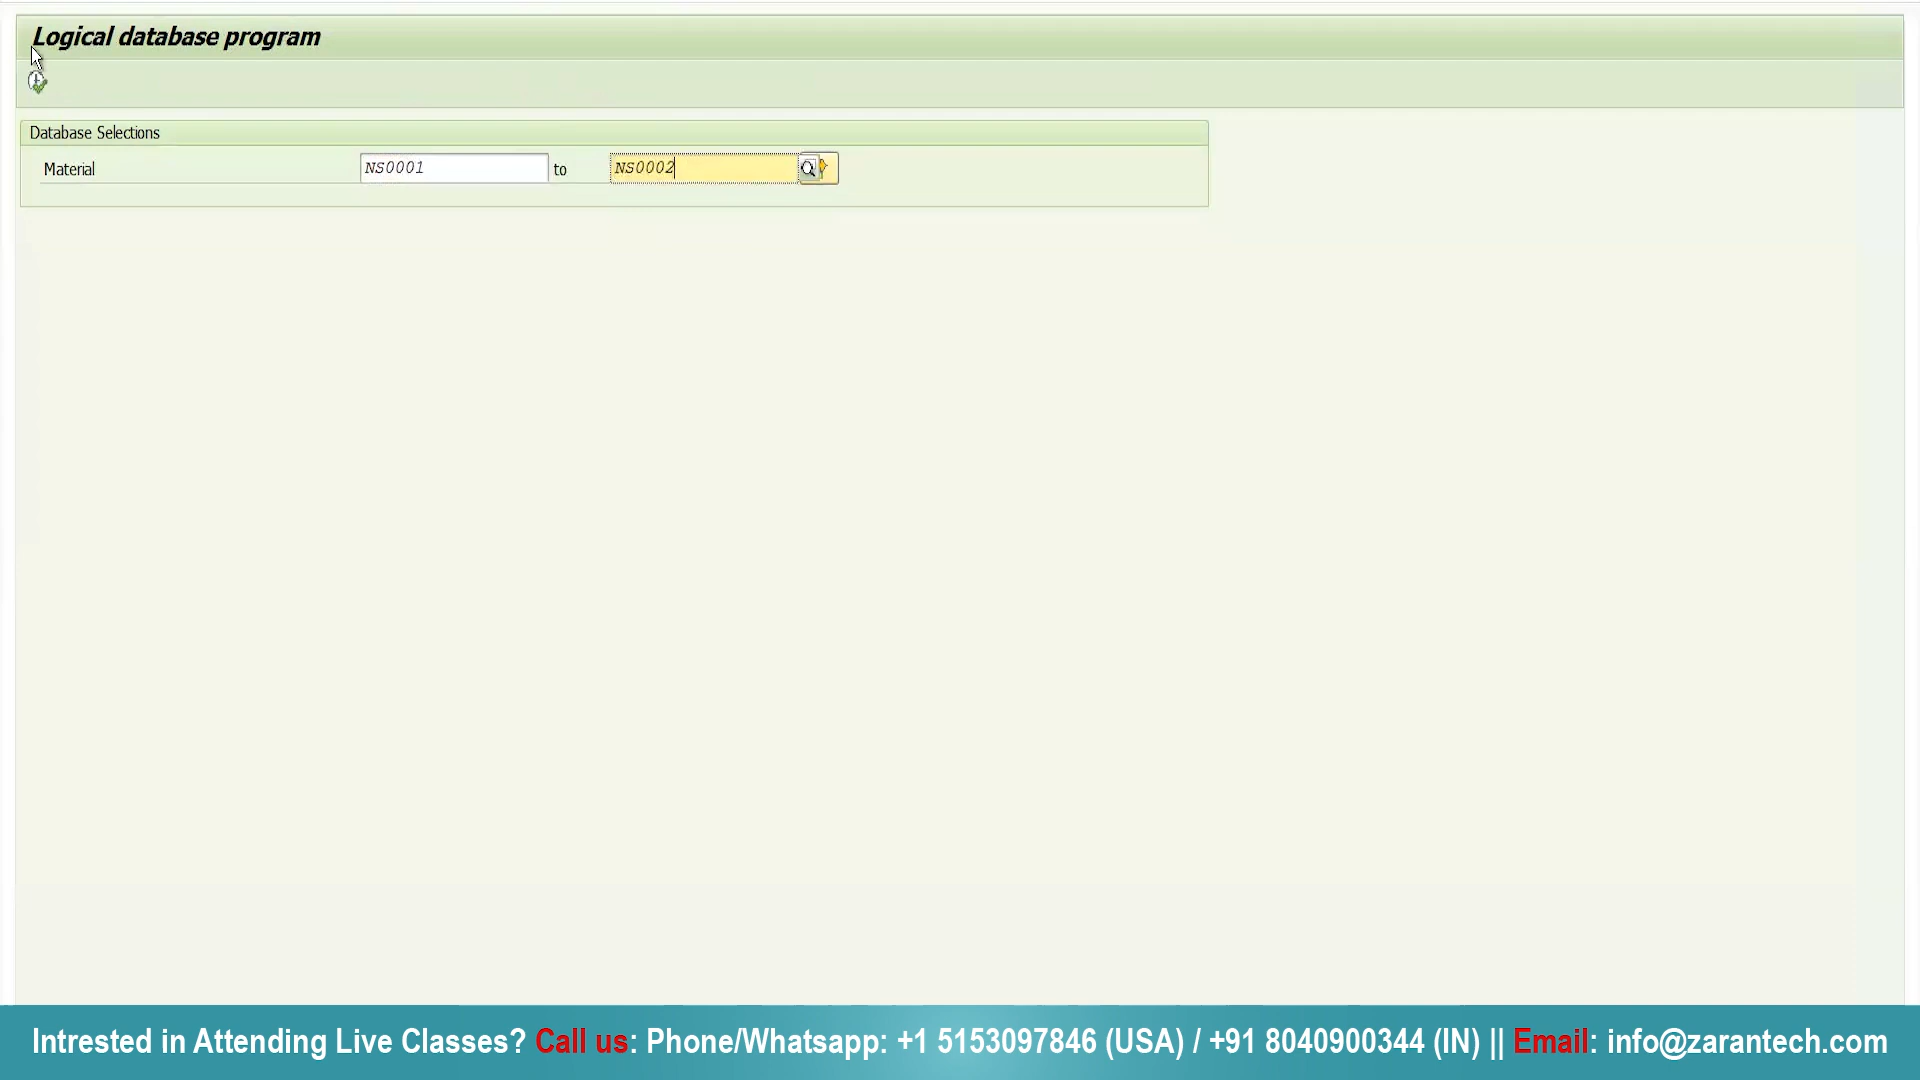 Logical database program
Database Selections
Material NS0001 to NS0002
Intrested in Attending Live Classes? Call us: Phone/Whatsapp: +1 5153097846 (USA) / +91 8040900344 (IN) || Email: info@zarantech.com